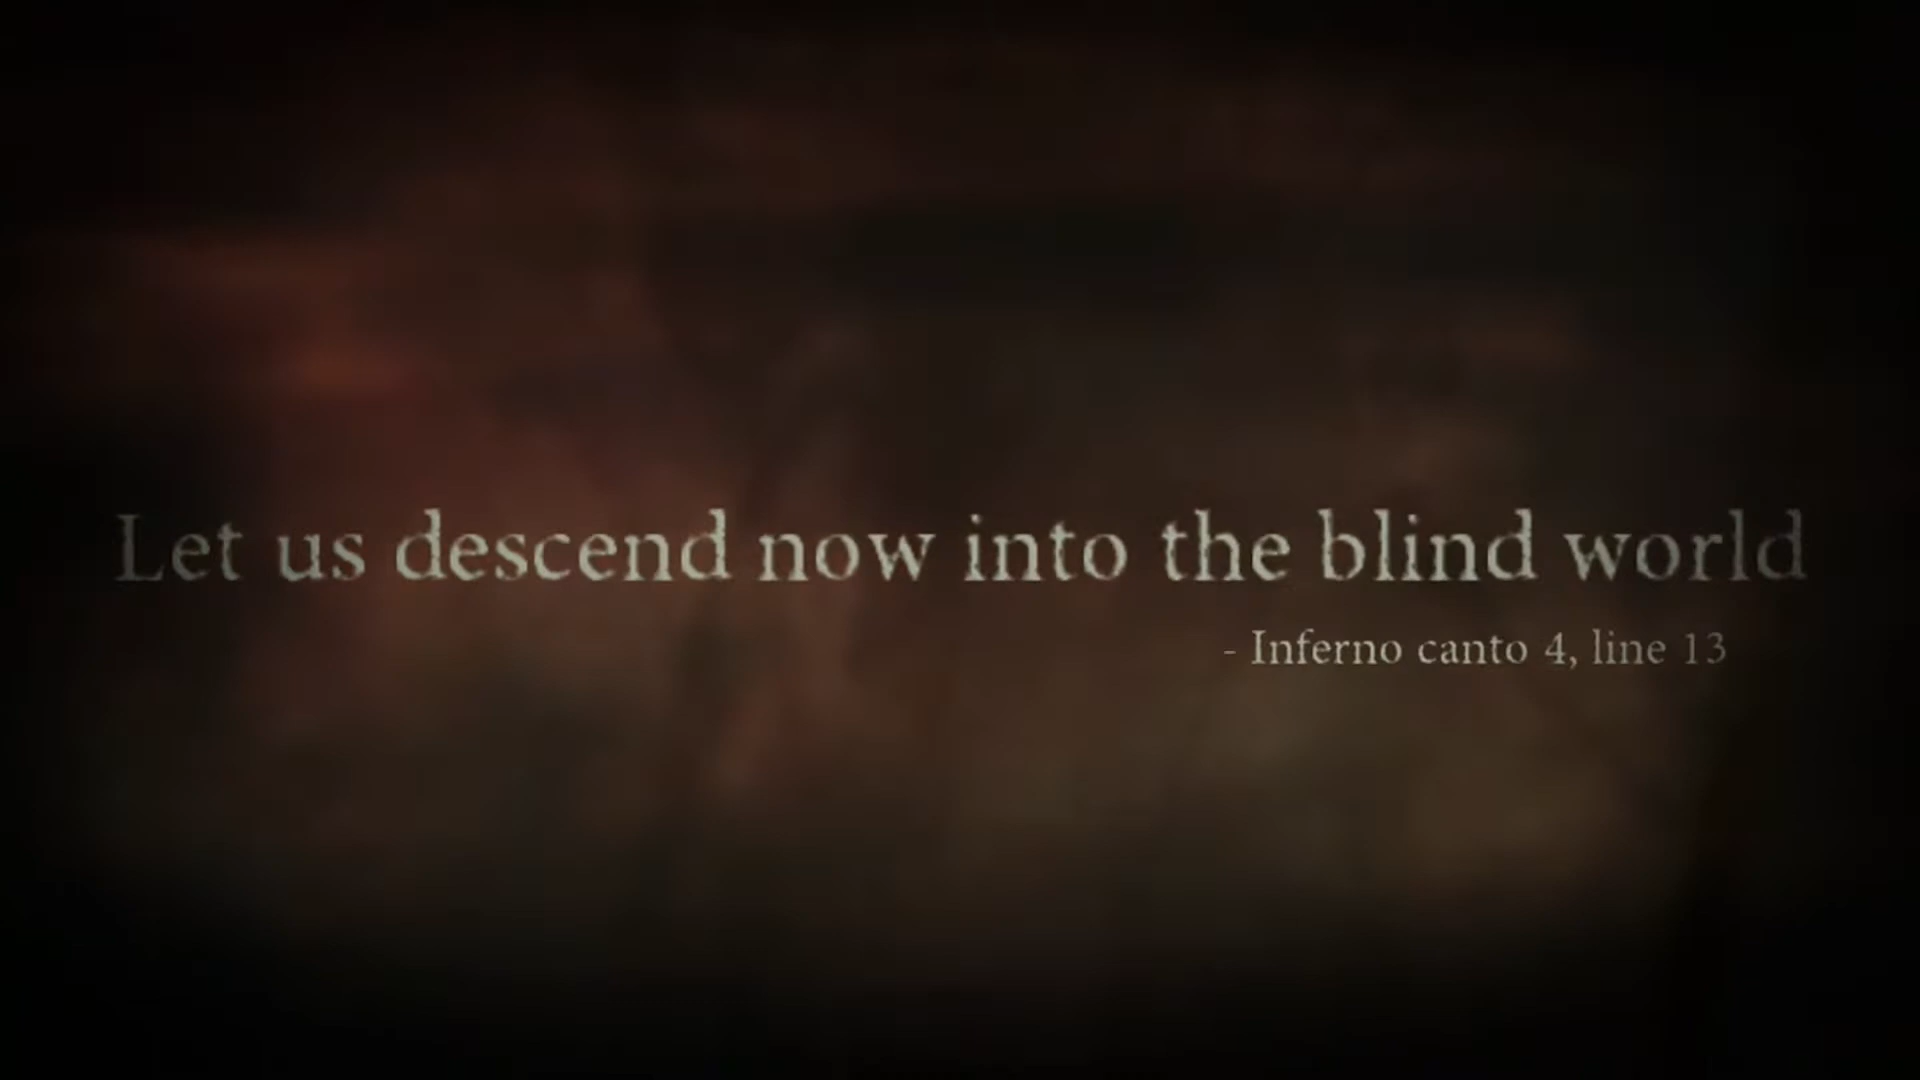 Let us descend now into the blind world
- Inferno canto 4, line 13